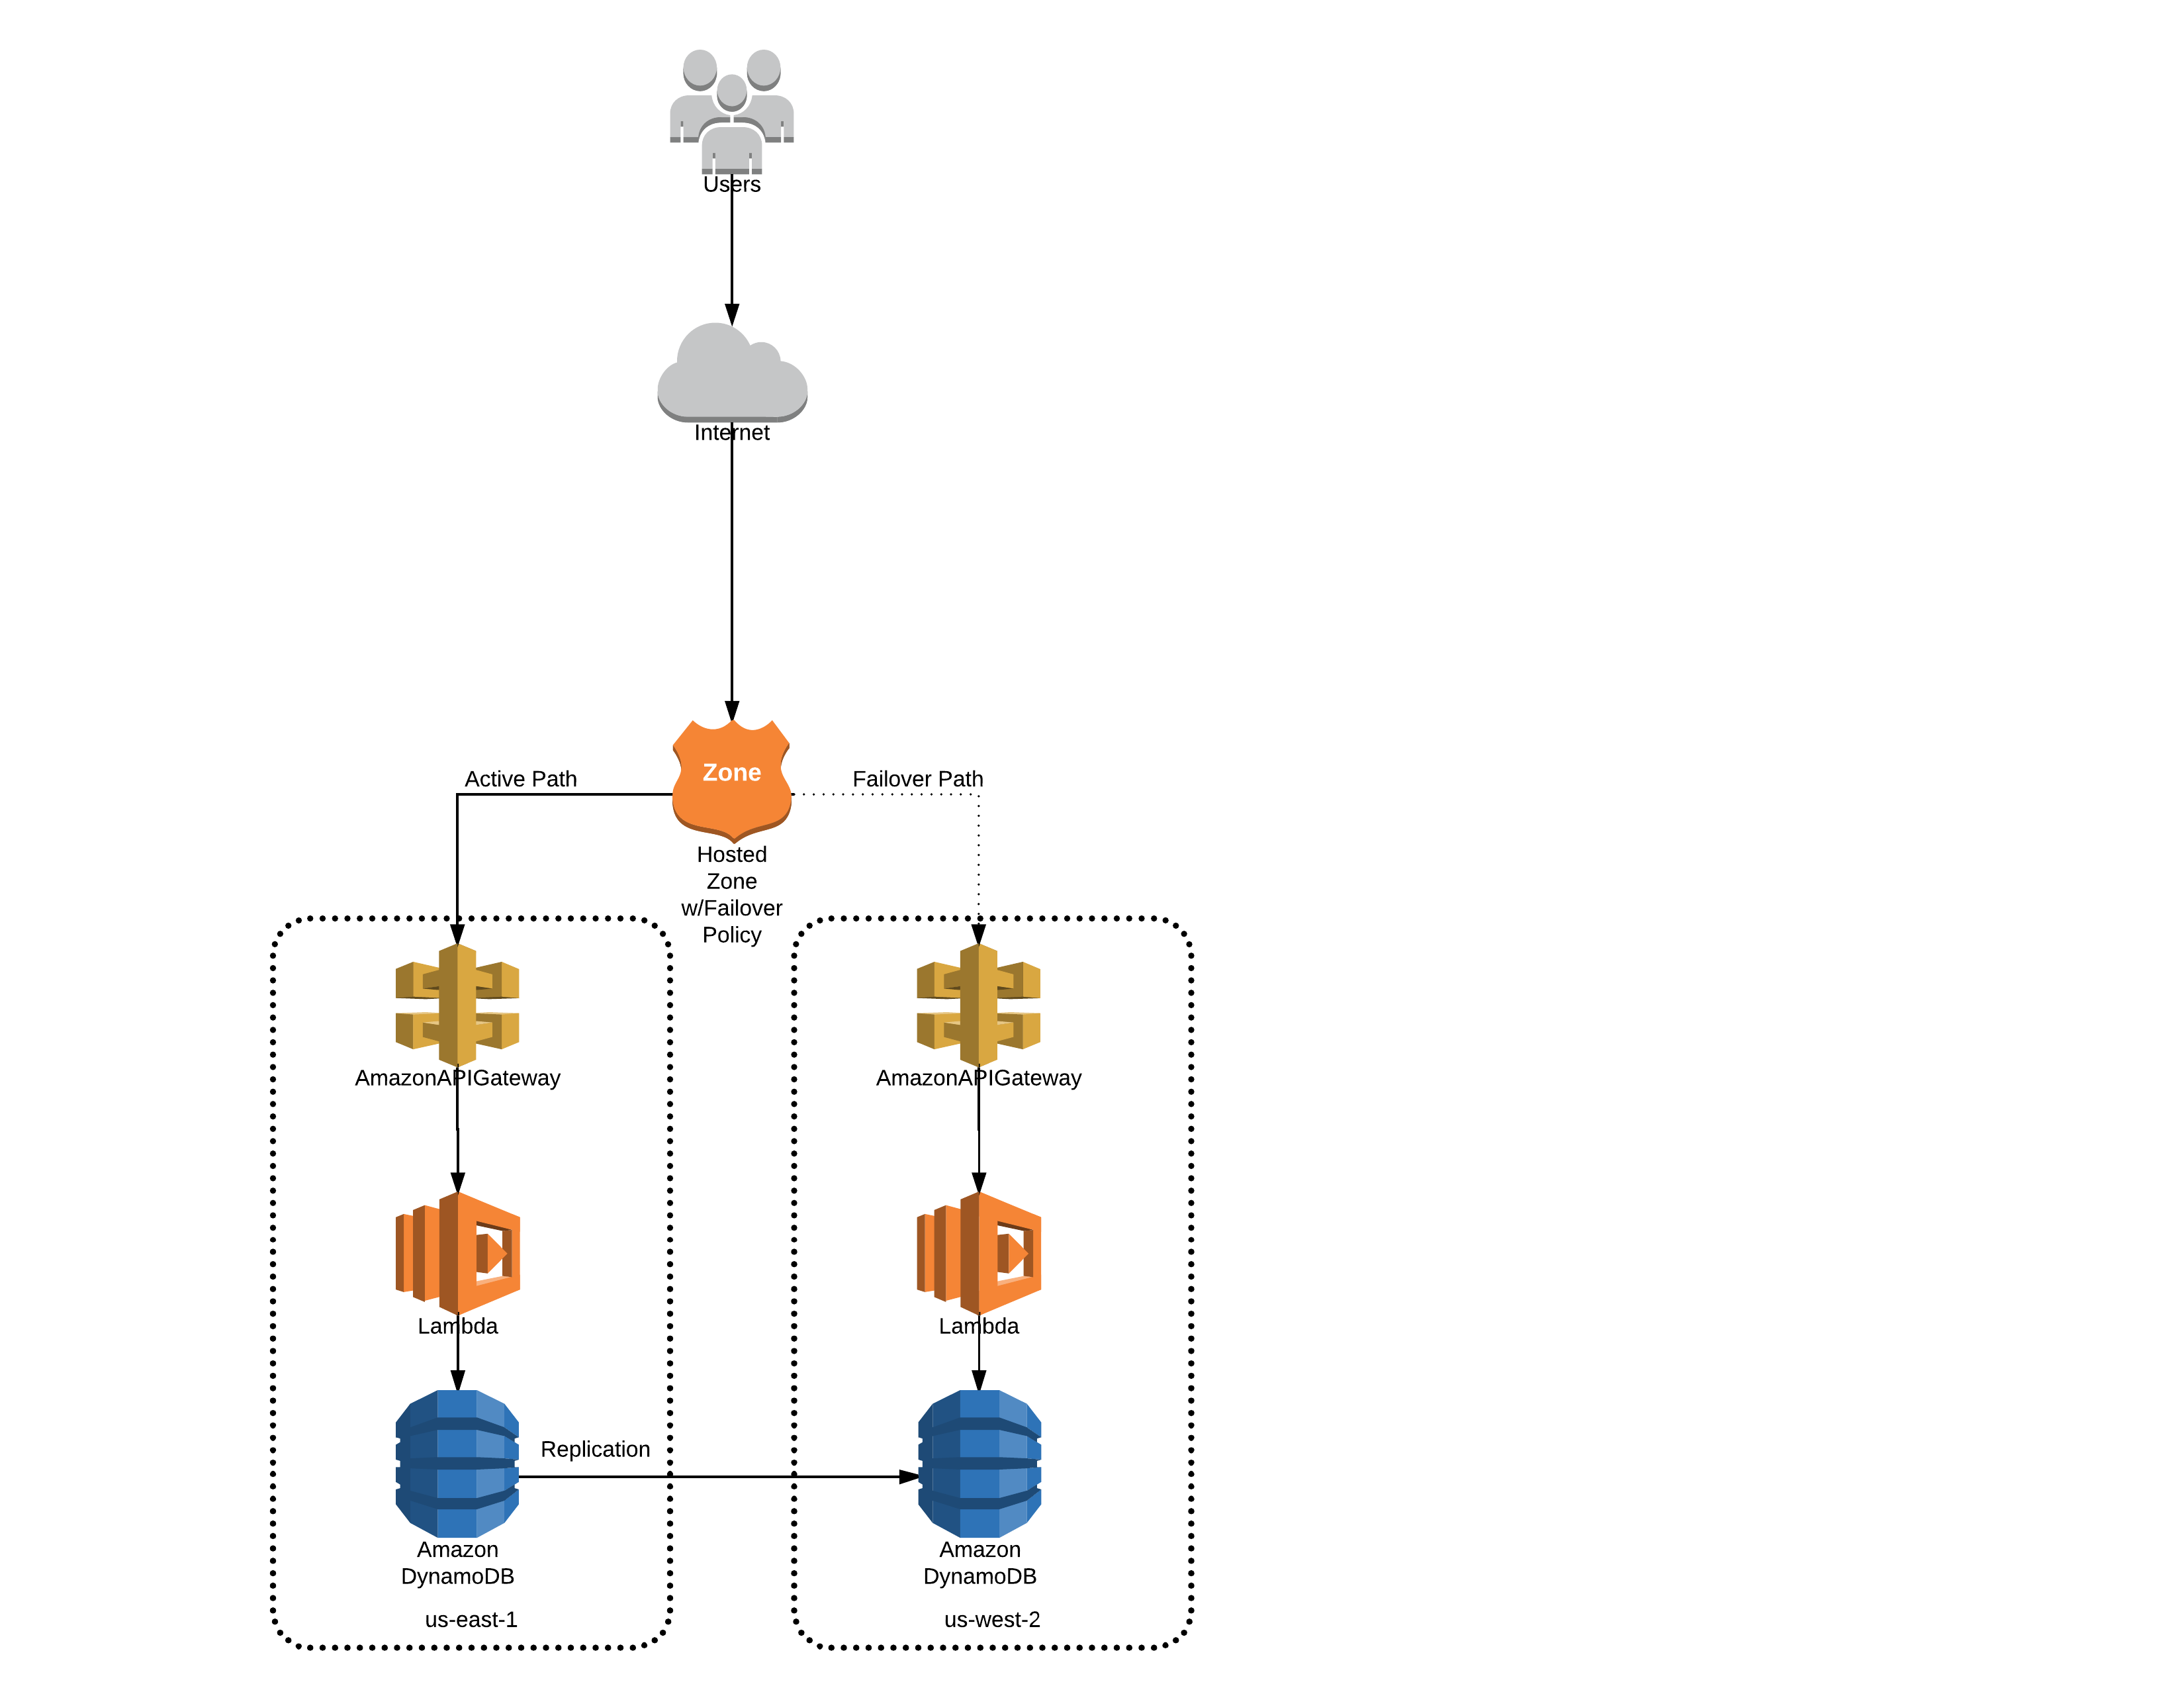 Users
Internet
Zone
Active Path
Failover Path
Hosted
Zone
w/Failover
Policy
AmazonAPIGateway
AmazonAPIGateway
Lambda
Lambda
Replication
Amazon
DynamoDB
Amazon
DynamoDB
us-east-1
us-west-2